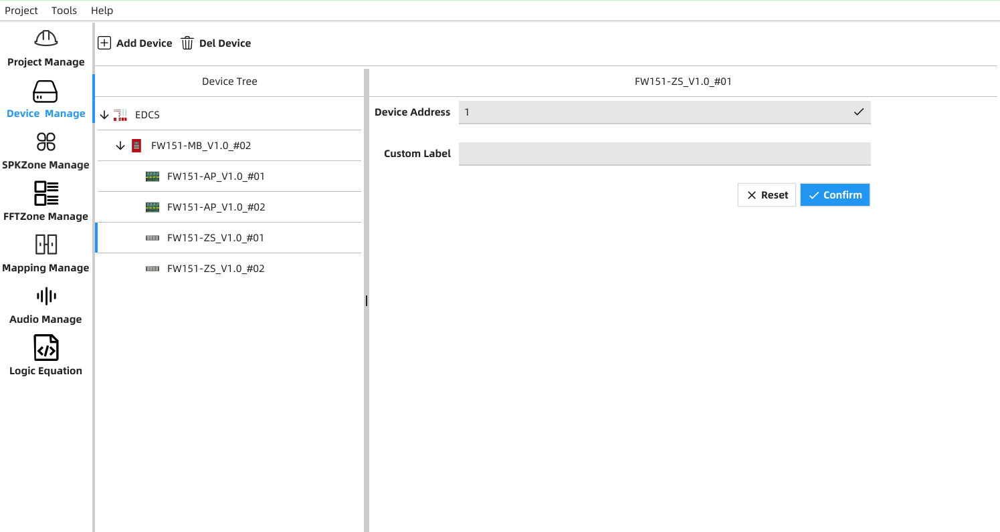 Project Tools Help
Project Manage
Device Manage
SPKZone Manage
FFTZone Manage
Mapping Manage
Audio Manage
Logic Equation
Add Device Del Device
Device Tree
EDCS
FW151-MB_V1.0_#02
FW151-AP_V1.0_#01
FW151-AP_V1.0_#02
FW151-ZS_V1.0_#01
FW151-ZS_V1.0_#02
FW151-ZS_V1.0_#01
Device Address 1
Custom Label
Reset Confirm